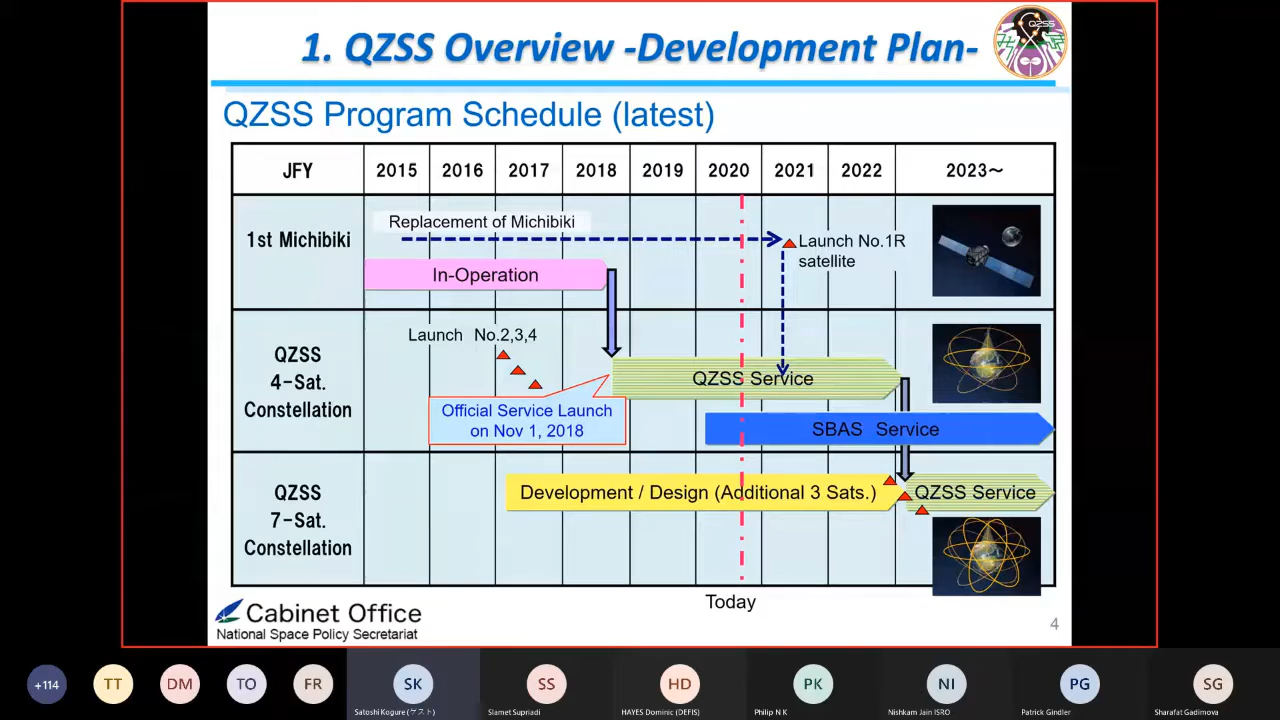 1. QZSS Overview -Development Plan-
QZSS
QZSS Program Schedule (latest)
JFY 2015 2016 2017 2018 2019 2020 2021 2022 2023～
Replacement of Michibiki
1st Michibiki
Launch No.1R
satellite
In-Operation
Launch No.2,3,4
QZSS
4-Sat.
Constellation
QZSS Service
Official Service Launch
on Nov 1, 2018
SBAS Service
QZSS
7-Sat.
Constellation
Development / Design (Additional 3 Sats.)
QZSS Service
Today
Cabinet Office
National Space Policy Secretariat
4
+114 TT DM TO FR SK SS HD PK NI PG SG
Satoshi Kogure (ゲスト) Slamet Supriadi HAYES Dominic (DEFIS) Philip N K Nishkam Jain ISRO Patrick Gindler Sharafat Gadimova